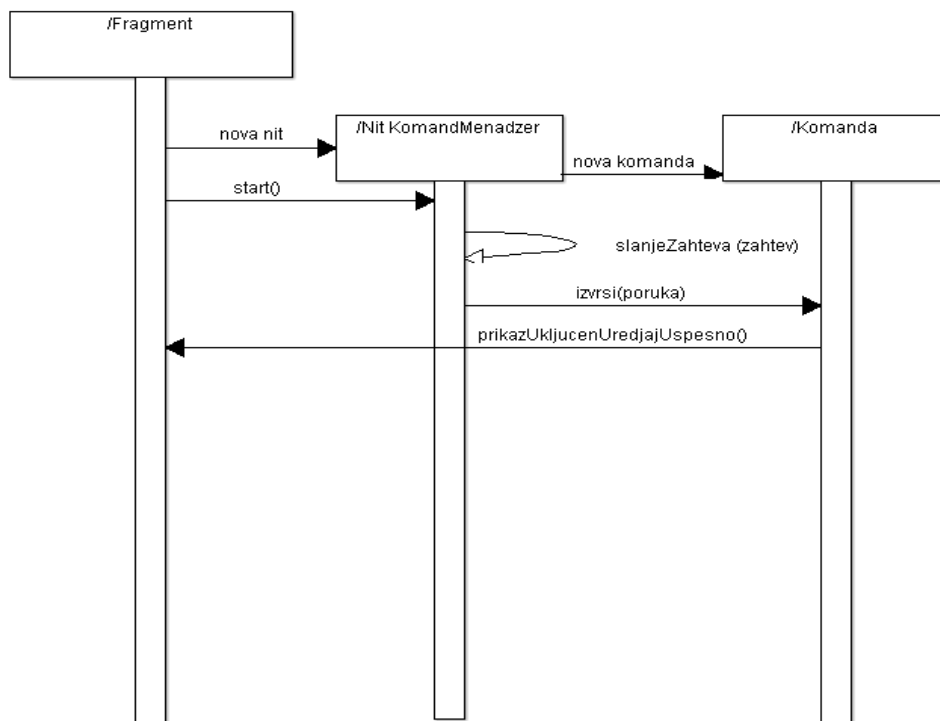 /Fragment
/Nit KomandMenadzer
/Komanda
nova nit
nova komanda
start()
slanjeZahteva (zahtev)
izvrsi(poruka)
prikazUkljucenUredjajUspesno()